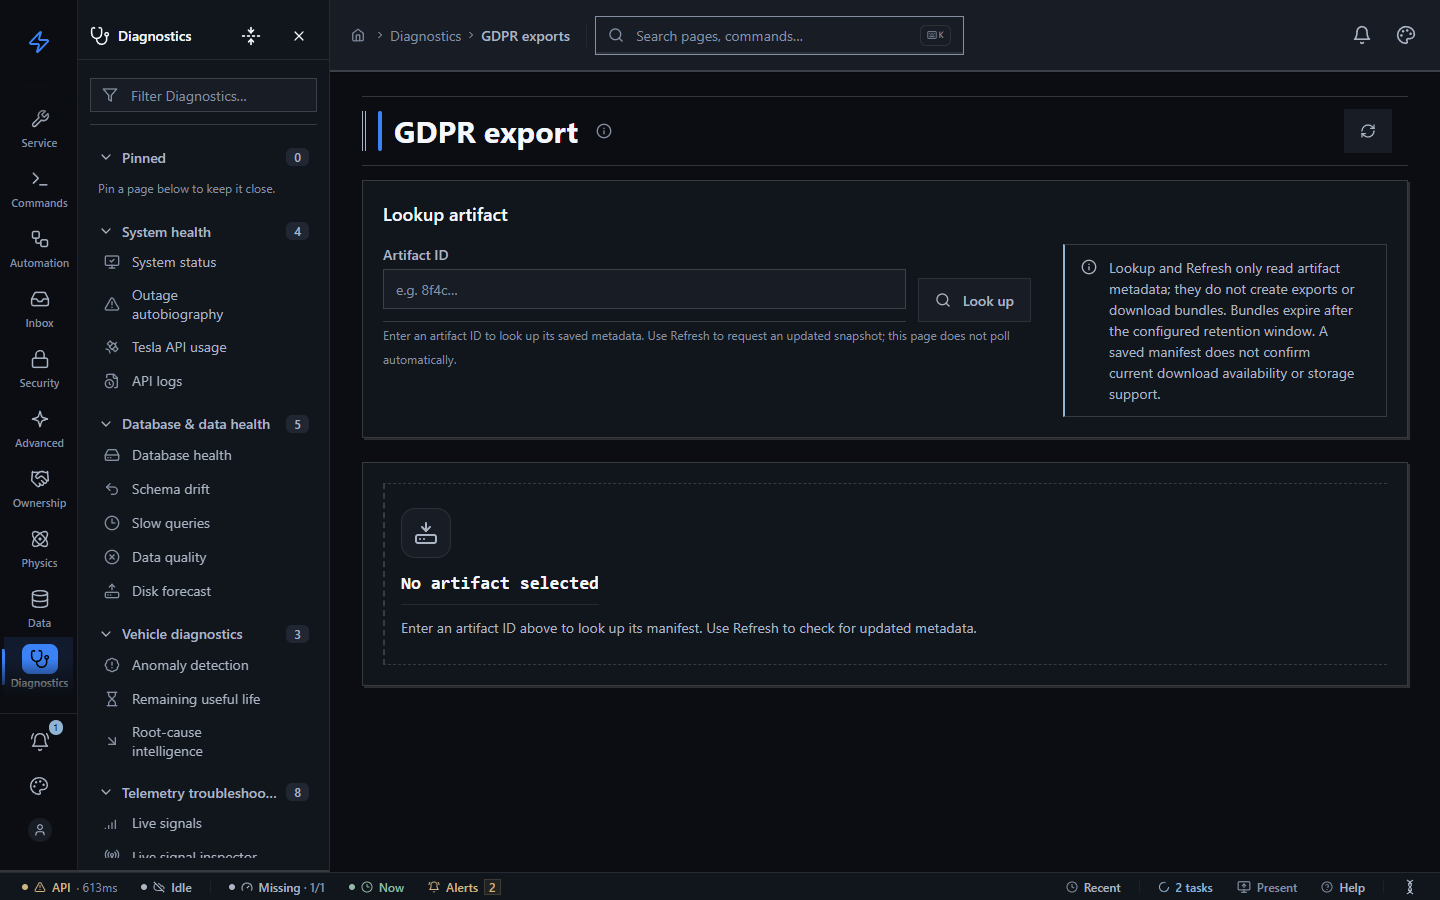 Diagnostics
Diagnostics
GDPR exports
Search pages, commands...
K
Service
Commands
Automation
Inbox
Security
Advanced
Ownership
Physics
Data
Diagnostics
1
Filter Diagnostics...
Pinned
0
Pin a page below to keep it close.
System health
4
System status
Outage
autobiography
Tesla API usage
API logs
Database & data health
5
Database health
Schema drift
Slow queries
Data quality
Disk forecast
Vehicle diagnostics
3
Anomaly detection
Remaining useful life
Root-cause
intelligence
Telemetry troubleshoo...
8
Live signals
Live signal inspector
GDPR export
Lookup artifact
Artifact ID
e.g. 8f4c...
Look up
Enter an artifact ID to look up its saved metadata. Use Refresh to request an updated snapshot; this page does not poll
automatically.
Lookup and Refresh only read artifact
metadata; they do not create exports or
download bundles. Bundles expire after
the configured retention window. A
saved manifest does not confirm
current download availability or storage
support.
No artifact selected
Enter an artifact ID above to look up its manifest. Use Refresh to check for updated metadata.
API · 613ms
Idle
Missing · 1/1
Now
Alerts 2
Recent
2 tasks
Present
Help